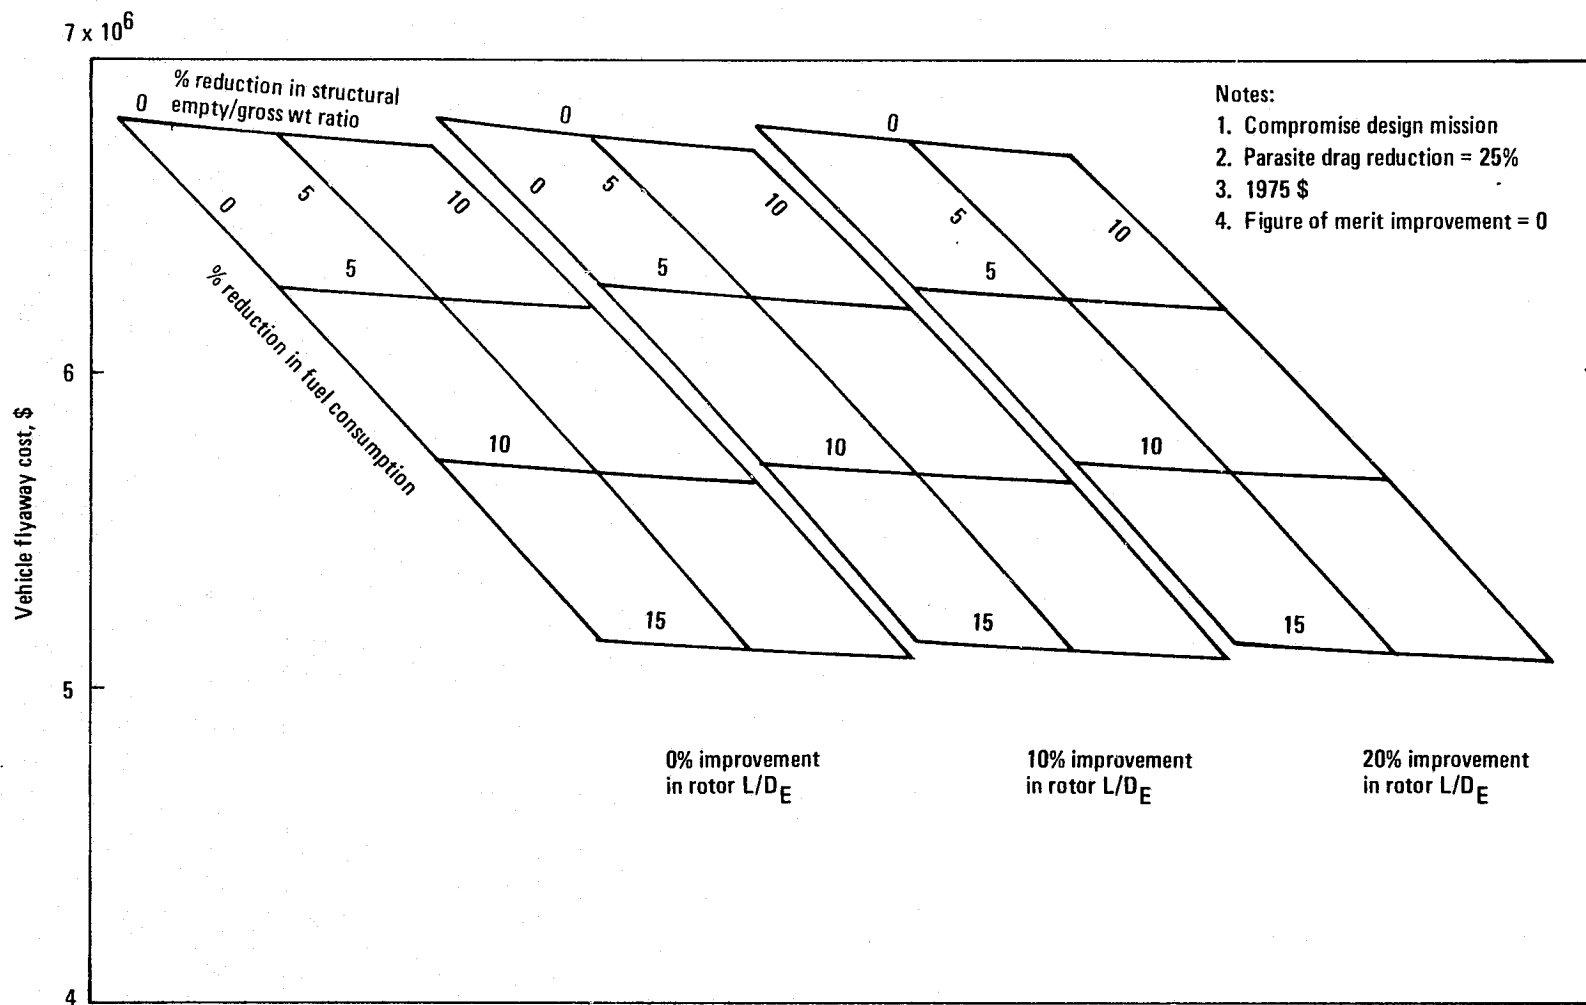 7 x 10⁶
% reduction in structural
empty/gross wt ratio
0
0
0
Notes:
1. Compromise design mission
2. Parasite drag reduction = 25%
3. 1975 $
4. Figure of merit improvement = 0
0
5
10
0
5
10
5
10
5
5
5
% reduction in fuel consumption
6
Vehicle flyaway cost, $
10
10
10
15
15
15
5
0% improvement
in rotor L/D_E
10% improvement
in rotor L/D_E
20% improvement
in rotor L/D_E
4